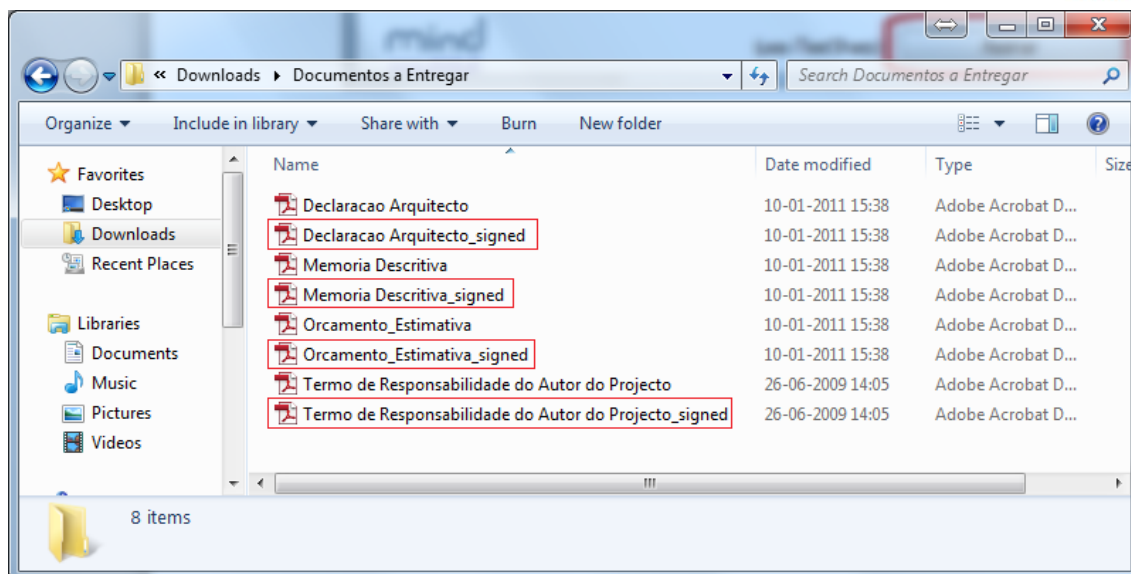 mind
« Downloads ▸ Documentos a Entregar
Search Documentos a Entregar
Organize Include in library Share with Burn New folder
Name Date modified Type Size
Favorites
Desktop
Downloads
Recent Places
Libraries
Documents
Music
Pictures
Videos
Declaracao Arquitecto 10-01-2011 15:38 Adobe Acrobat D...
Declaracao Arquitecto_signed 10-01-2011 15:38 Adobe Acrobat D...
Memoria Descritiva 10-01-2011 15:38 Adobe Acrobat D...
Memoria Descritiva_signed 10-01-2011 15:38 Adobe Acrobat D...
Orcamento_Estimativa 10-01-2011 15:38 Adobe Acrobat D...
Orcamento_Estimativa_signed 10-01-2011 15:38 Adobe Acrobat D...
Termo de Responsabilidade do Autor do Projecto 26-06-2009 14:05 Adobe Acrobat D...
Termo de Responsabilidade do Autor do Projecto_signed 26-06-2009 14:05 Adobe Acrobat D...
8 items